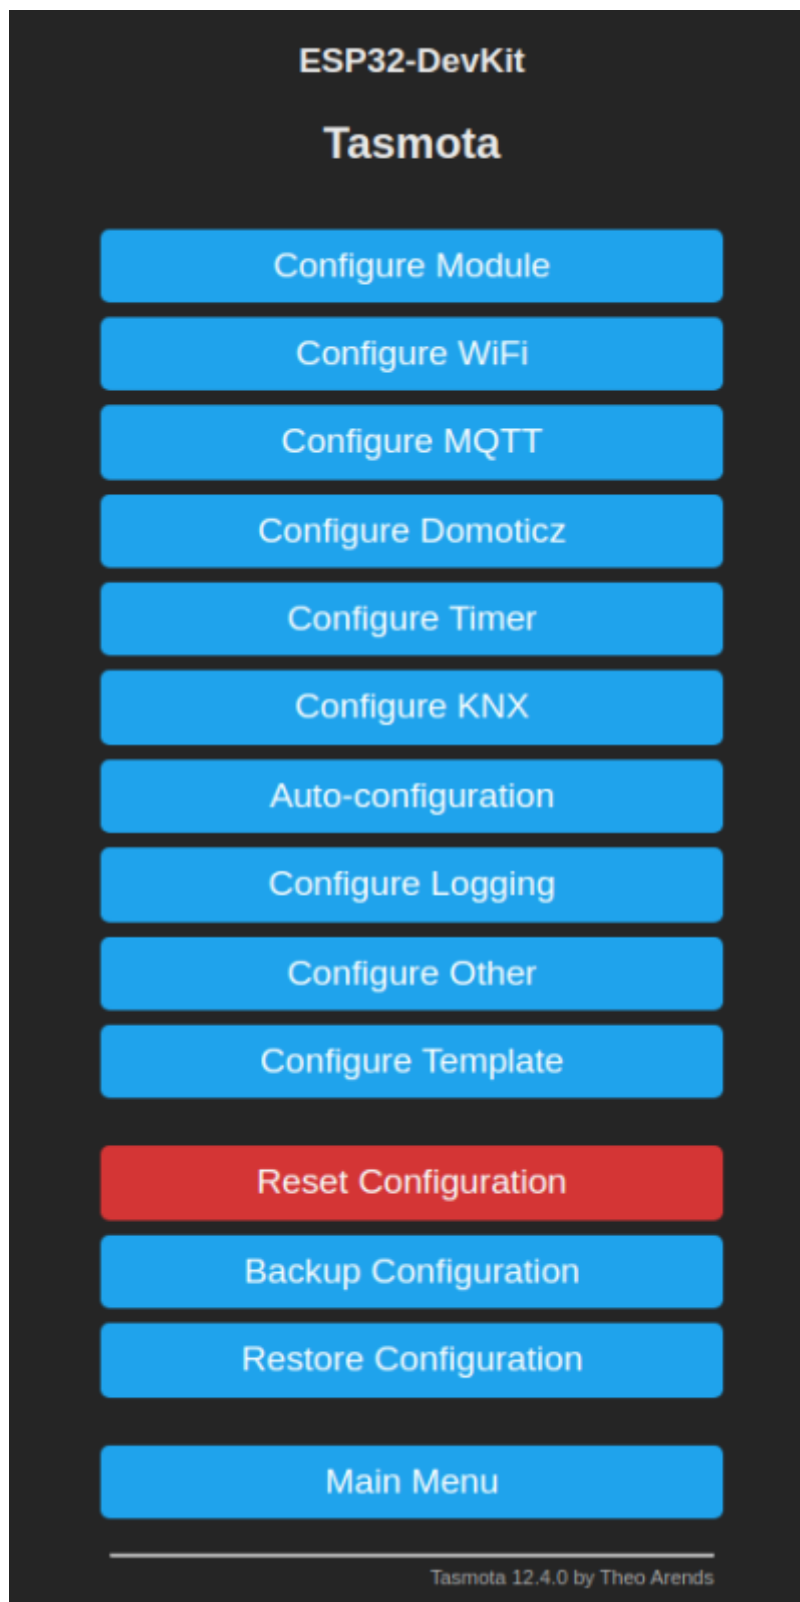 ESP32-DevKit
Tasmota
Configure Module
Configure WiFi
Configure MQTT
Configure Domoticz
Configure Timer
Configure KNX
Auto-configuration
Configure Logging
Configure Other
Configure Template
Reset Configuration
Backup Configuration
Restore Configuration
Main Menu
Tasmota 12.4.0 by Theo Arends